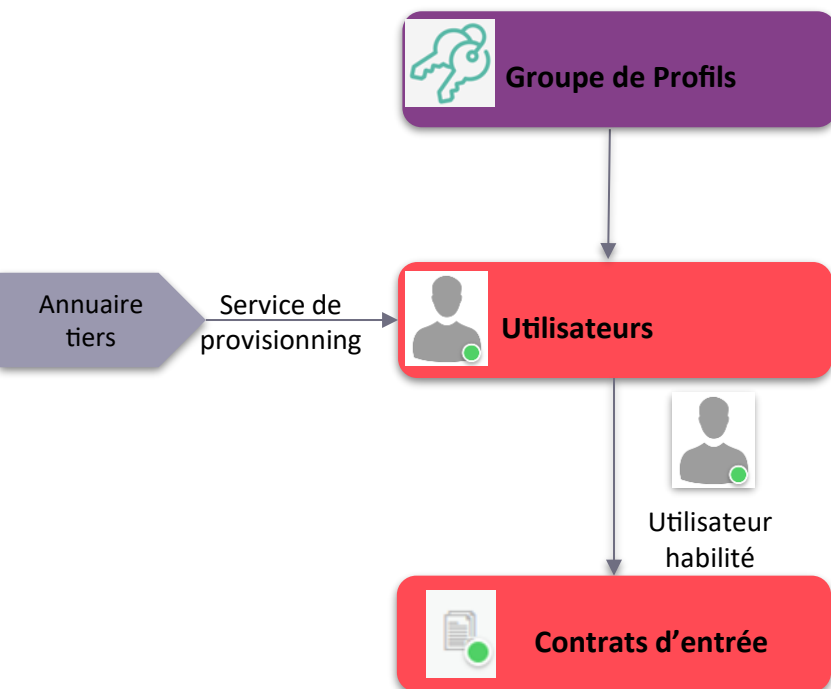 Groupe de Profils
Annuaire
tiers
Service de
provisionning
Utilisateurs
Utilisateur
habilité
Contrats d’entrée